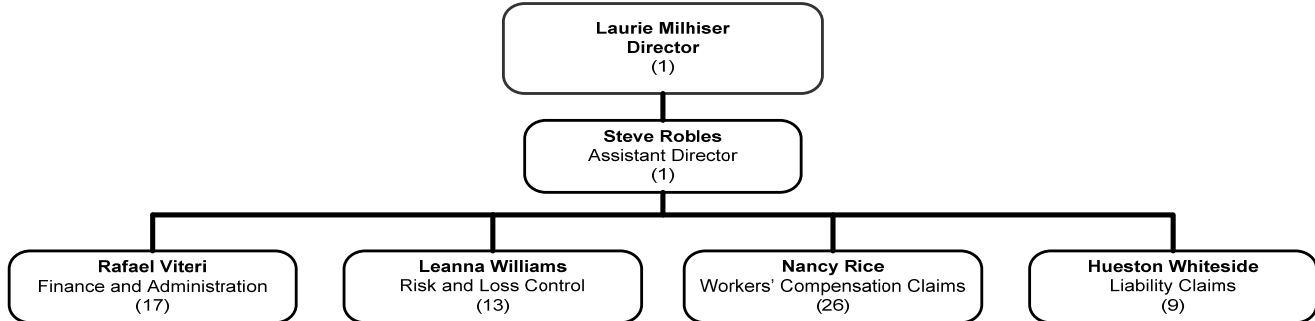 Laurie Milhiser
Director
(1)
Steve Robles
Assistant Director
(1)
Rafael Viteri
Finance and Administration
(17)
Leanna Williams
Risk and Loss Control
(13)
Nancy Rice
Workers’ Compensation Claims
(26)
Hueston Whiteside
Liability Claims
(9)